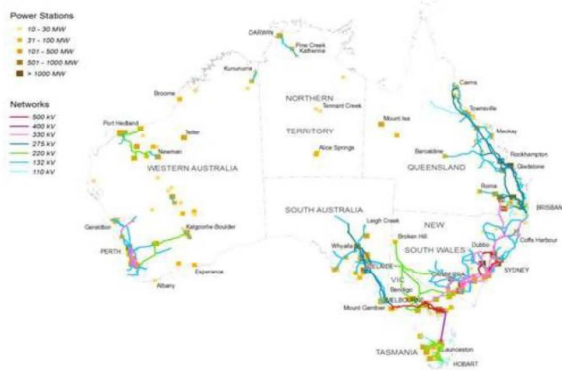 Power Stations
10 - 30 MW
31 - 100 MW
101 - 500 MW
501 - 1000 MW
> 1000 MW
Networks
500 kV
400 kV
330 kV
275 kV
220 kV
132 kV
110 kV
DARWIN
Pine Creek
Katherine
Kununurra
Broome
Port Hedland
Newman
WESTERN AUSTRALIA
Geraldton
PERTH
Kalgoorlie-Boulder
Esperance
Albany
NORTHERN
TERRITORY
Tennant Creek
Alice Springs
Mount Isa
Cairns
Townsville
Mackay
Rockhampton
Gladstone
Barcaldine
QUEENSLAND
Roma
BRISBANE
SOUTH AUSTRALIA
Leigh Creek
Whyalla
ADELAIDE
Mount Gambier
Broken Hill
NEW
SOUTH WALES
Dubbo
Coffs Harbour
SYDNEY
CANBERRA
VIC
Bendigo
MELBOURNE
TASMANIA
Launceston
HOBART